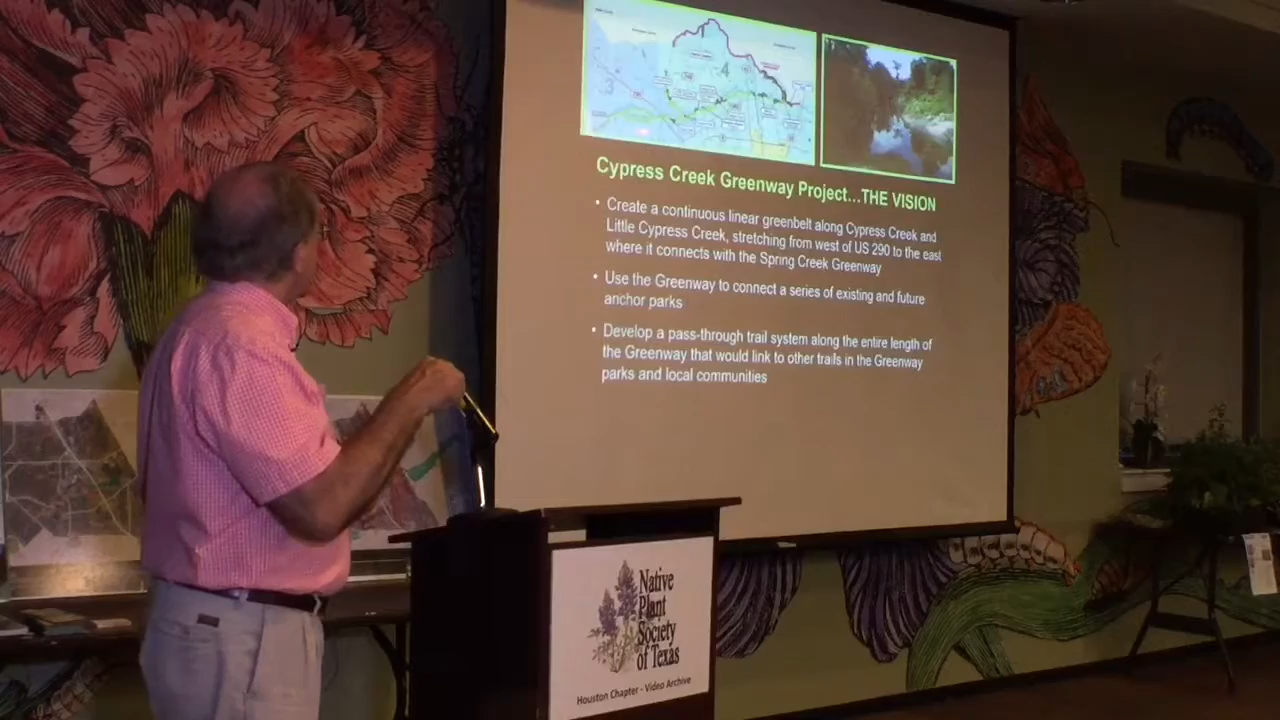 Cypress Creek Greenway Project...THE VISION
• Create a continuous linear greenbelt along Cypress Creek and
Little Cypress Creek, stretching from west of US 290 to the east
where it connects with the Spring Creek Greenway
• Use the Greenway to connect a series of existing and future
anchor parks
• Develop a pass-through trail system along the entire length of
the Greenway that would link to other trails in the Greenway
parks and local communities
Native
Plant
Society
of Texas
Houston Chapter - Video Archive